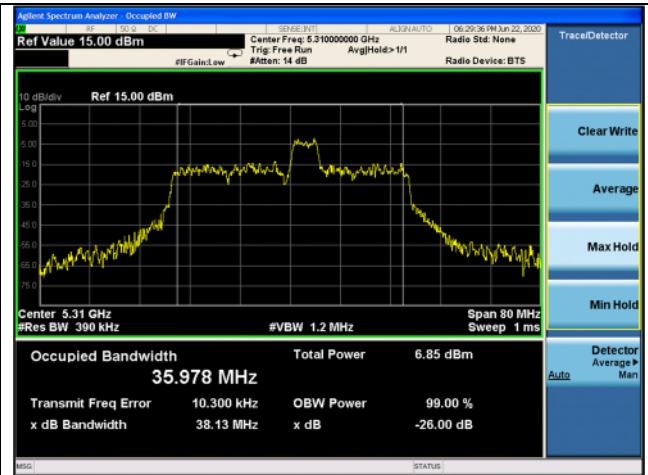 Agilent Spectrum Analyzer - Occupied BW
RF 50 Ω DC SENSE:INT ALIGN AUTO 06:29:36 PM Jun 22, 2020
Ref Value 15.00 dBm Center Freq: 5.310000000 GHz Radio Std: None Trace/Detector
Trig: Free Run Avg|Hold:>1/1
#IFGain:Low #Atten: 14 dB Radio Device: BTS
10 dB/div Ref 15.00 dBm
Log
5.00
-5.00
-15.0
-25.0
-35.0
-45.0
-55.0
-65.0
-75.0
Center 5.31 GHz Span 80 MHz
#Res BW 390 kHz #VBW 1.2 MHz Sweep 1 ms
Occupied Bandwidth Total Power 6.85 dBm
35.978 MHz
Transmit Freq Error 10.300 kHz OBW Power 99.00 %
x dB Bandwidth 38.13 MHz x dB -26.00 dB
Clear Write
Average
Max Hold
Min Hold
Detector
Average▶
Auto Man
MSG STATUS